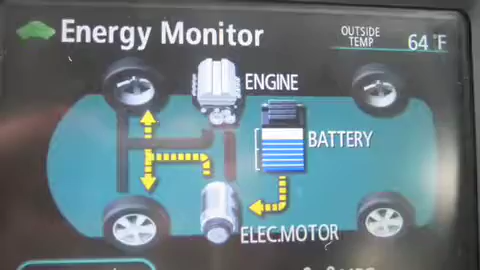 Energy Monitor
OUTSIDE
TEMP
64°F
ENGINE
BATTERY
ELEC.MOTOR